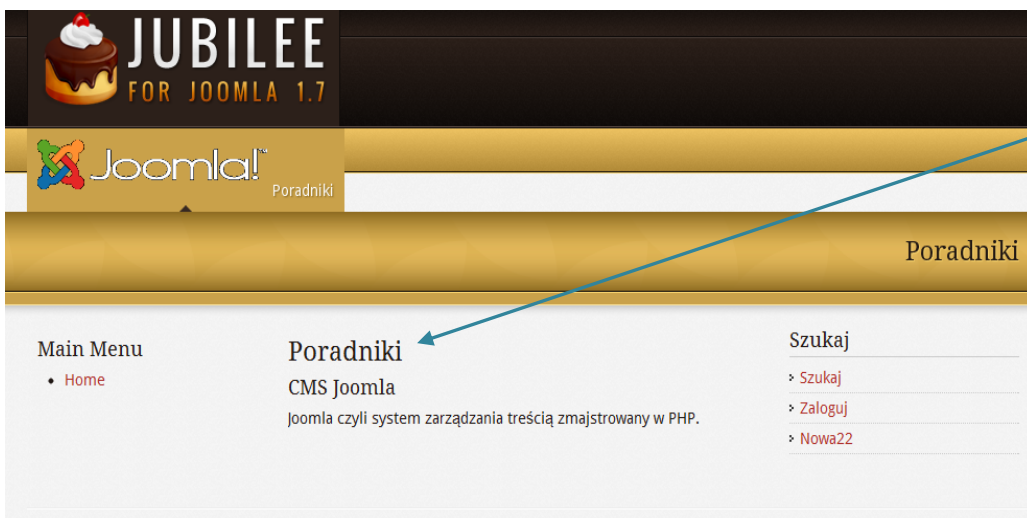 JUBILEE
FOR JOOMLA 1.7
Joomla!™
Poradniki
Poradniki
Main Menu
Home
Poradniki
CMS Joomla
Joomla czyli system zarządzania treścią zmajstrowany w PHP.
Szukaj
Szukaj
Zaloguj
Nowa22